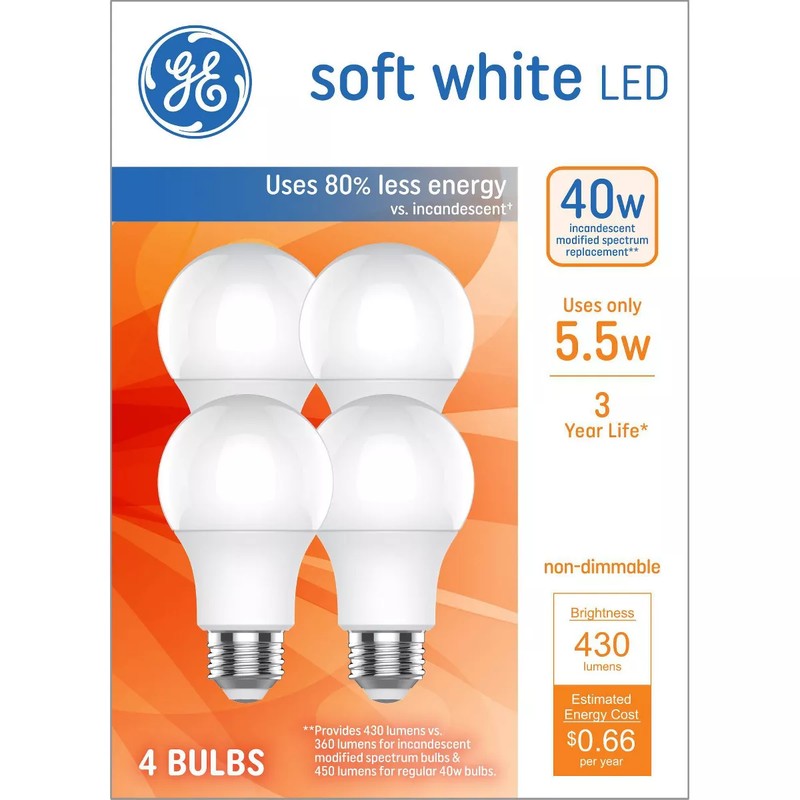 GE
soft white LED
Uses 80% less energy
vs. incandescent†
40w
incandescent
modified spectrum
replacement**
Uses only
5.5w
3
Year Life*
non-dimmable
Brightness
430
lumens
Estimated
Energy Cost
$0.66
per year
**Provides 430 lumens vs.
360 lumens for incandescent
modified spectrum bulbs &
450 lumens for regular 40w bulbs.
4 BULBS